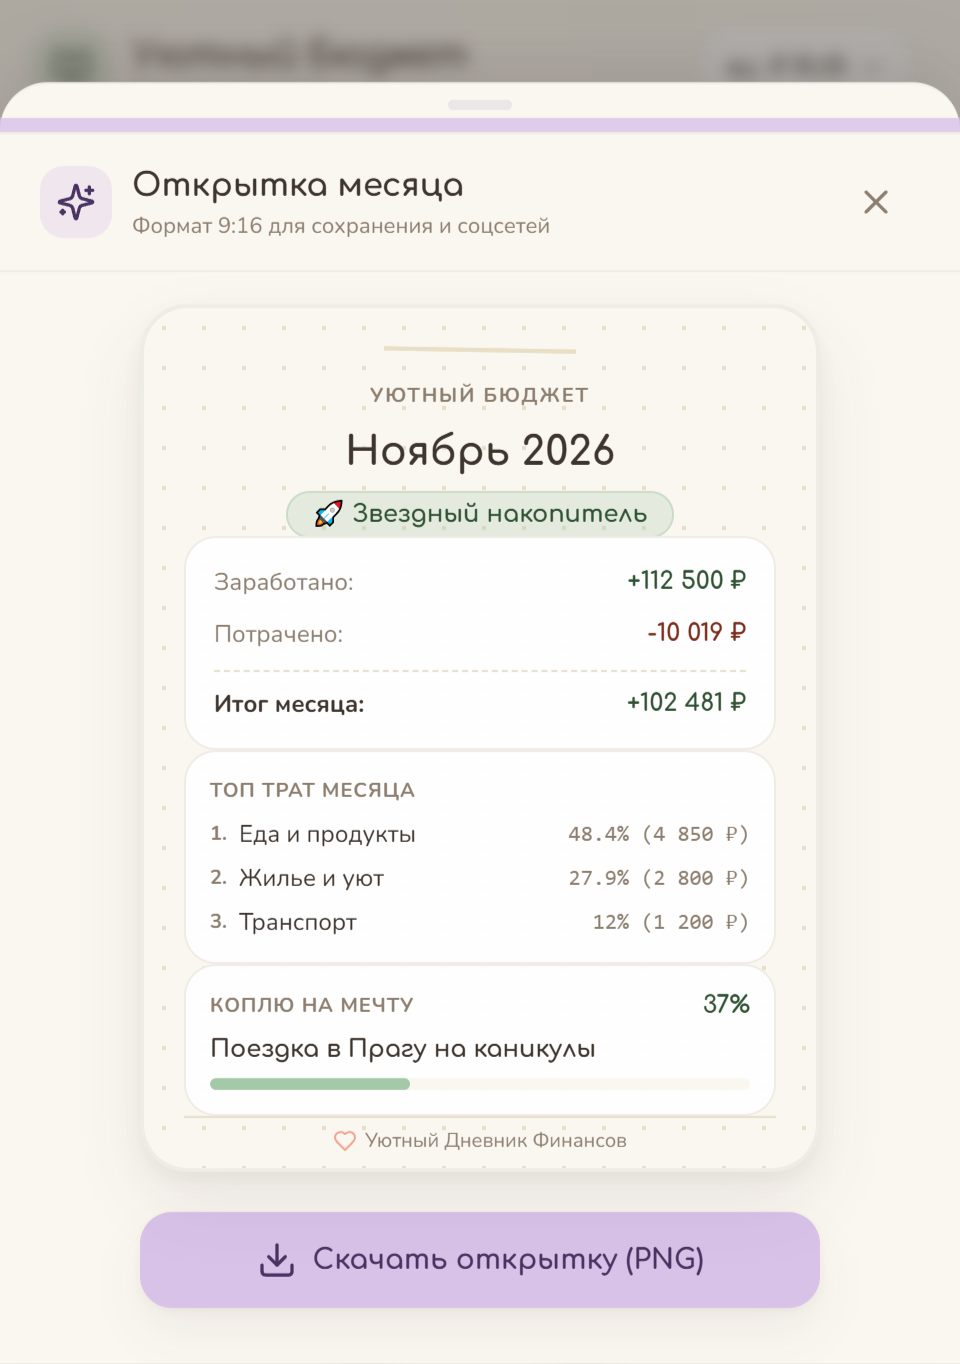 Уютный Бюджет
Открытка месяца
Формат 9:16 для сохранения и соцсетей
УЮТНЫЙ БЮДЖЕТ
Ноябрь 2026
🚀 Звездный накопитель
Заработано: +112 500 ₽
Потрачено: -10 019 ₽
Итог месяца: +102 481 ₽
ТОП ТРАТ МЕСЯЦА
1. Еда и продукты 48.4% (4 850 ₽)
2. Жилье и уют 27.9% (2 800 ₽)
3. Транспорт 12% (1 200 ₽)
КОПЛЮ НА МЕЧТУ 37%
Поездка в Прагу на каникулы
Уютный Дневник Финансов
Скачать открытку (PNG)